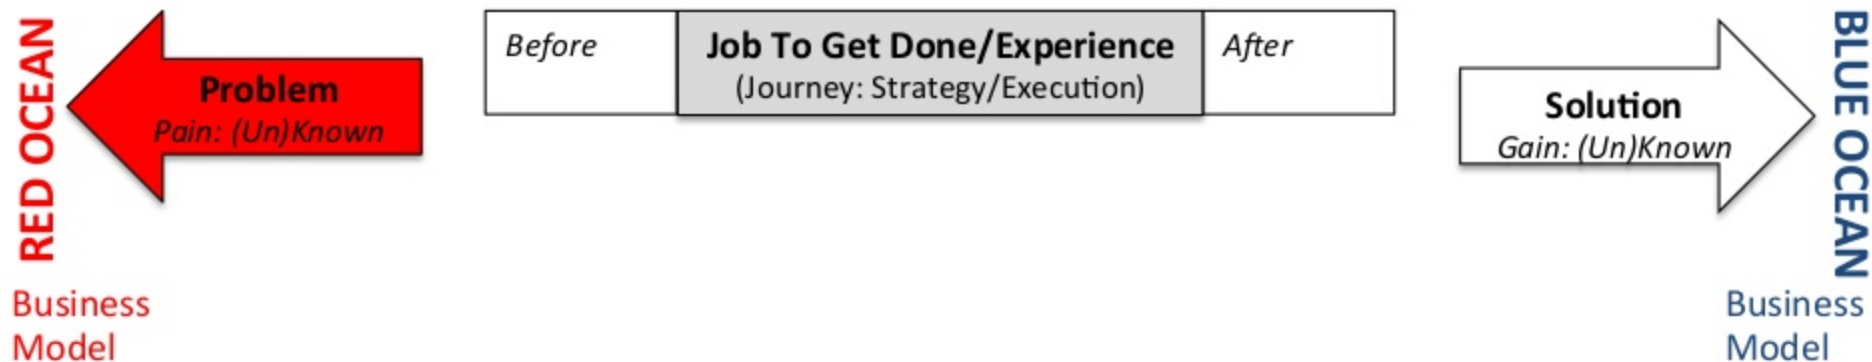 RED OCEAN
Business
Model
Problem
Pain: (Un)Known
Before
Job To Get Done/Experience
(Journey: Strategy/Execution)
After
Solution
Gain: (Un)Known
BLUE OCEAN
Business
Model